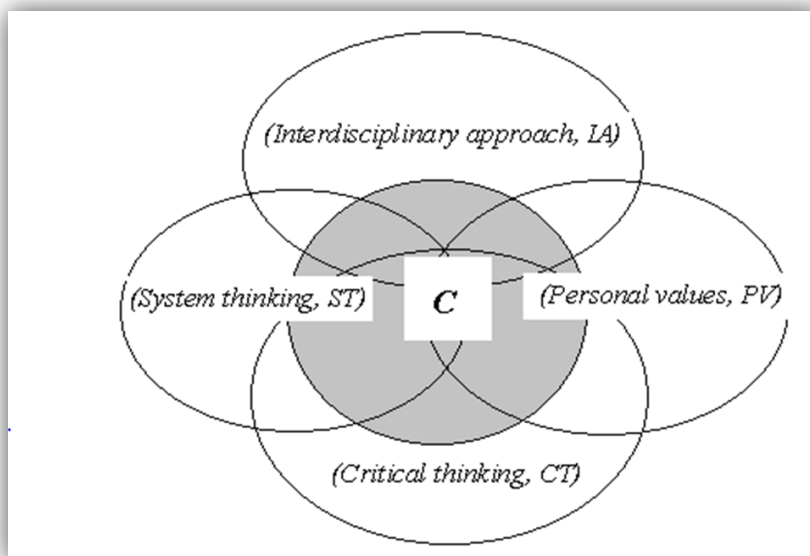 (Interdisciplinary approach, IA)
(System thinking, ST)
C
(Personal values, PV)
(Critical thinking, CT)